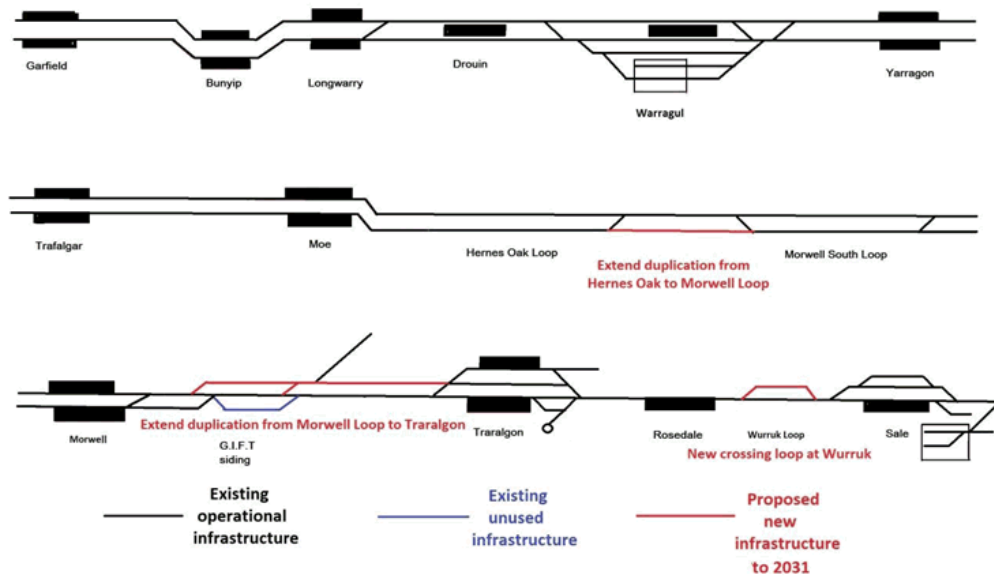 Garfield
Bunyip
Longwarry
Drouin
Warragul
Yarragon
Trafalgar
Moe
Hernes Oak Loop
Extend duplication from
Hernes Oak to Morwell Loop
Morwell South Loop
Morwell
Extend duplication from Morwell Loop to Traralgon
G.I.F.T
siding
Traralgon
Rosedale
Wurruk Loop
New crossing loop at Wurruk
Sale
Existing
operational
infrastructure
Existing
unused
infrastructure
Proposed
new
infrastructure
to 2031